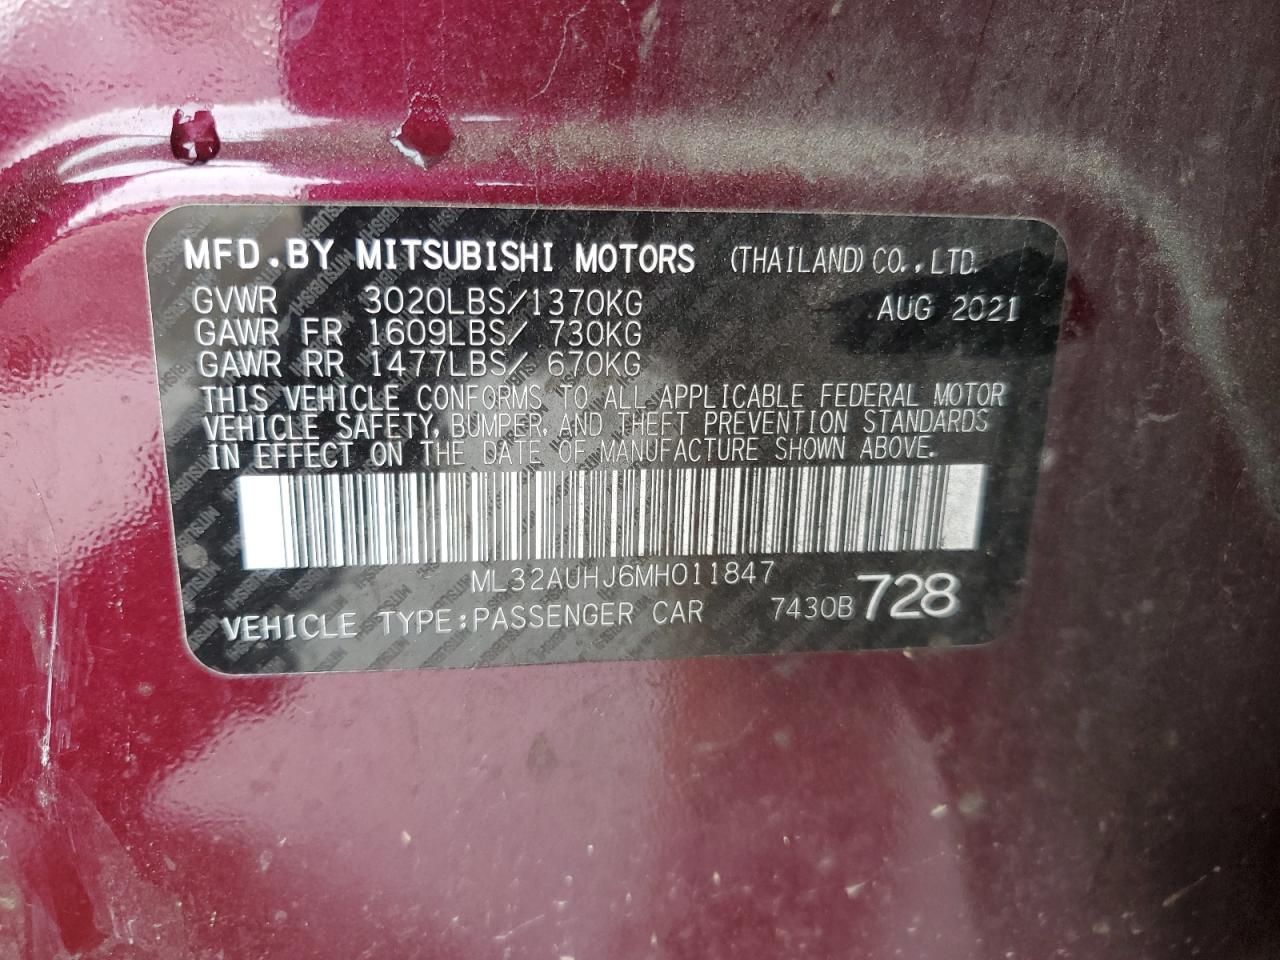 MFD.BY MITSUBISHI MOTORS (THAILAND) CO.,LTD.
GVWR 3020LBS/1370KG AUG 2021
GAWR FR 1609LBS/ 730KG
GAWR RR 1477LBS/ 670KG
THIS VEHICLE CONFORMS TO ALL APPLICABLE FEDERAL MOTOR
VEHICLE SAFETY, BUMPER, AND THEFT PREVENTION STANDARDS
IN EFFECT ON THE DATE OF MANUFACTURE SHOWN ABOVE.
ML32AUHJ6MH011847
VEHICLE TYPE:PASSENGER CAR 7430B 728